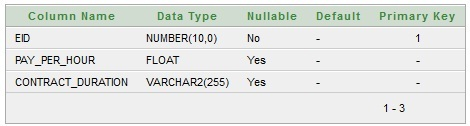 Column Name Data Type Nullable Default Primary Key
EID NUMBER(10,0) No - 1
PAY_PER_HOUR FLOAT Yes - -
CONTRACT_DURATION VARCHAR2(255) Yes - -
1 - 3